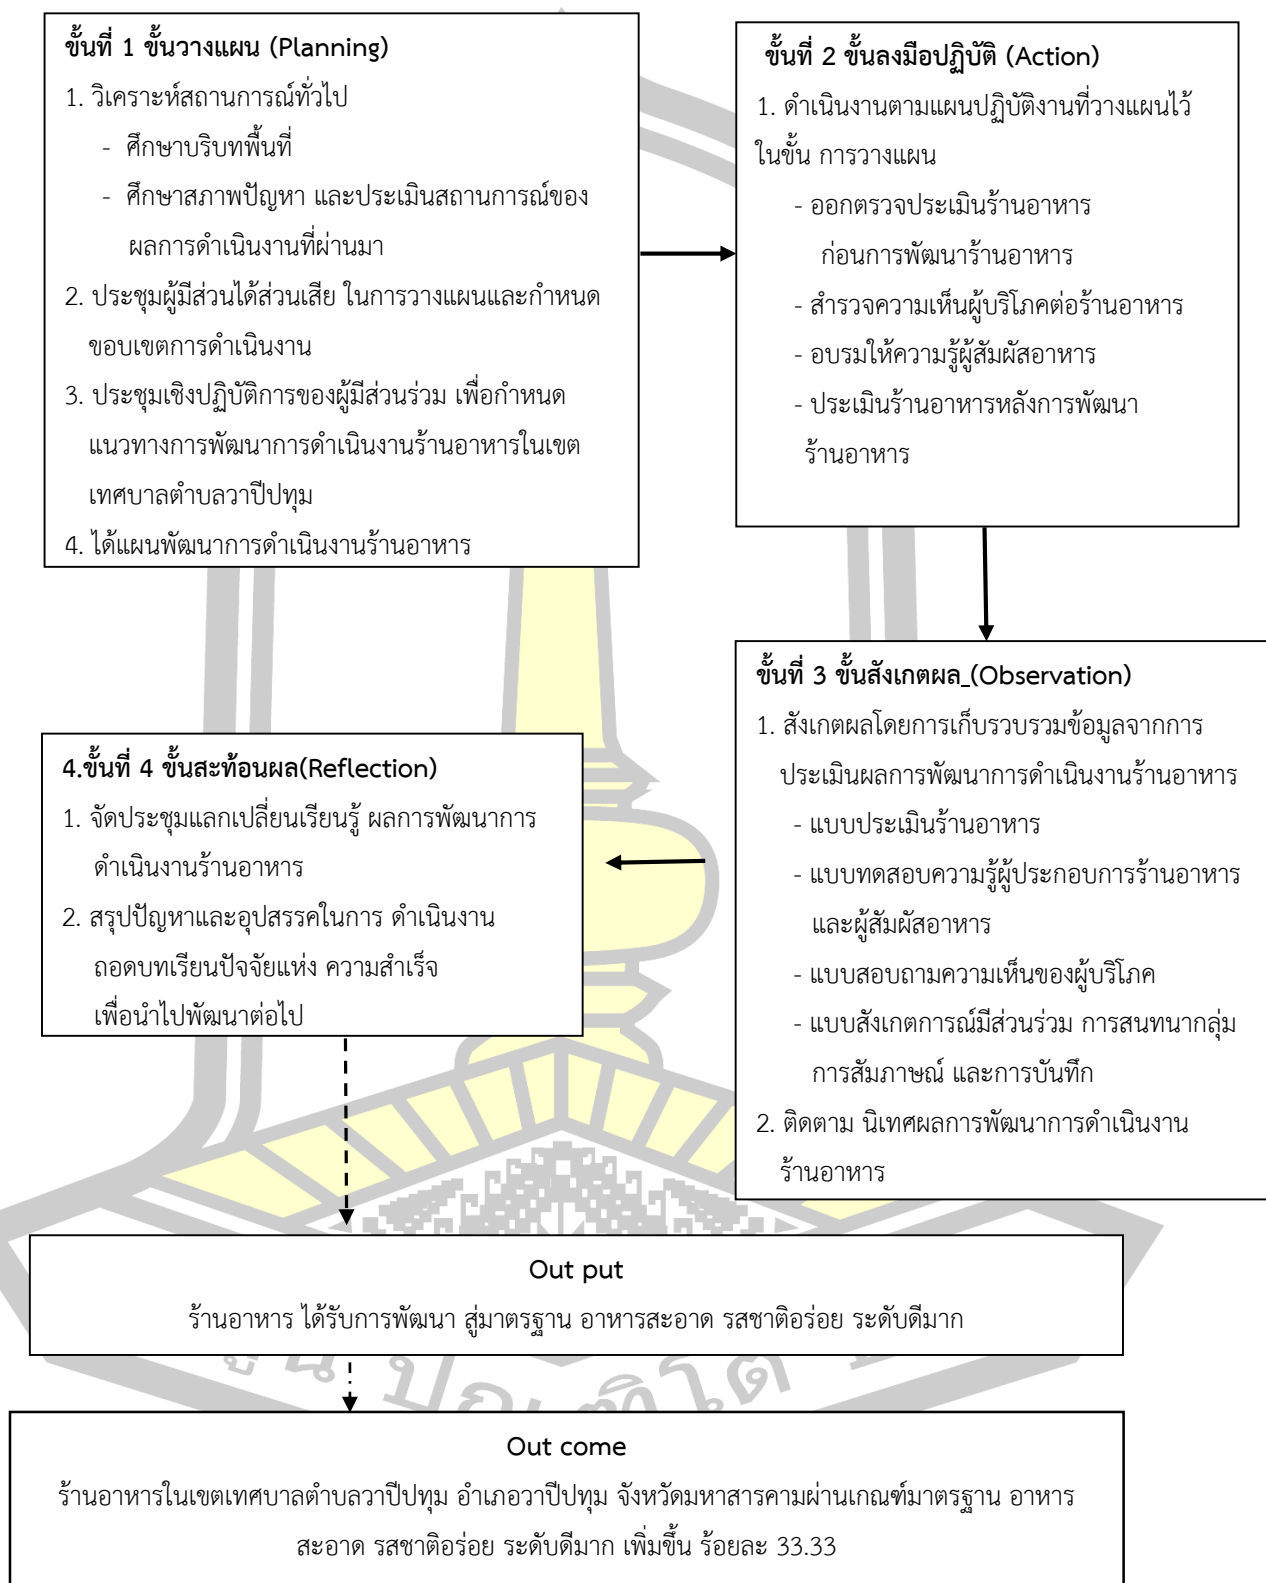 ขั้นที่ 1 ขั้นวางแผน (Planning)
1. วิเคราะห์สถานการณ์ทั่วไป
- ศึกษาบริบทพื้นที่
- ศึกษาสภาพปัญหา และประเมินสถานการณ์ของ
ผลการดำเนินงานที่ผ่านมา
2. ประชุมผู้มีส่วนได้ส่วนเสีย ในการวางแผนและกำหนด
ขอบเขตการดำเนินงาน
3. ประชุมเชิงปฏิบัติการของผู้มีส่วนร่วม เพื่อกำหนด
แนวทางการพัฒนาการดำเนินงานร้านอาหารในเขต
เทศบาลตำบลวาปีปทุม
4. ได้แผนพัฒนาการดำเนินงานร้านอาหาร
ขั้นที่ 2 ขั้นลงมือปฏิบัติ (Action)
1. ดำเนินงานตามแผนปฏิบัติงานที่วางแผนไว้
ในขั้น การวางแผน
- ออกตรวจประเมินร้านอาหาร
ก่อนการพัฒนาร้านอาหาร
- สำรวจความเห็นผู้บริโภคต่อร้านอาหาร
- อบรมให้ความรู้ผู้สัมผัสอาหาร
- ประเมินร้านอาหารหลังการพัฒนา
ร้านอาหาร
ขั้นที่ 3 ขั้นสังเกตผล (Observation)
1. สังเกตผลโดยการเก็บรวบรวมข้อมูลจากการ
ประเมินผลการพัฒนาการดำเนินงานร้านอาหาร
- แบบประเมินร้านอาหาร
- แบบทดสอบความรู้ผู้ประกอบการร้านอาหาร
และผู้สัมผัสอาหาร
- แบบสอบถามความเห็นของผู้บริโภค
- แบบสังเกตการณ์มีส่วนร่วม การสนทนากลุ่ม
การสัมภาษณ์ และการบันทึก
2. ติดตาม นิเทศผลการพัฒนาการดำเนินงาน
ร้านอาหาร
4.ขั้นที่ 4 ขั้นสะท้อนผล(Reflection)
1. จัดประชุมแลกเปลี่ยนเรียนรู้ ผลการพัฒนาการ
ดำเนินงานร้านอาหาร
2. สรุปปัญหาและอุปสรรคในการ ดำเนินงาน
ถอดบทเรียนปัจจัยแห่ง ความสำเร็จ
เพื่อนำไปพัฒนาต่อไป
Out put
ร้านอาหาร ได้รับการพัฒนา สู่มาตรฐาน อาหารสะอาด รสชาติอร่อย ระดับดีมาก
Out come
ร้านอาหารในเขตเทศบาลตำบลวาปีปทุม อำเภอวาปีปทุม จังหวัดมหาสารคามผ่านเกณฑ์มาตรฐาน อาหาร
สะอาด รสชาติอร่อย ระดับดีมาก เพิ่มขึ้น ร้อยละ 33.33